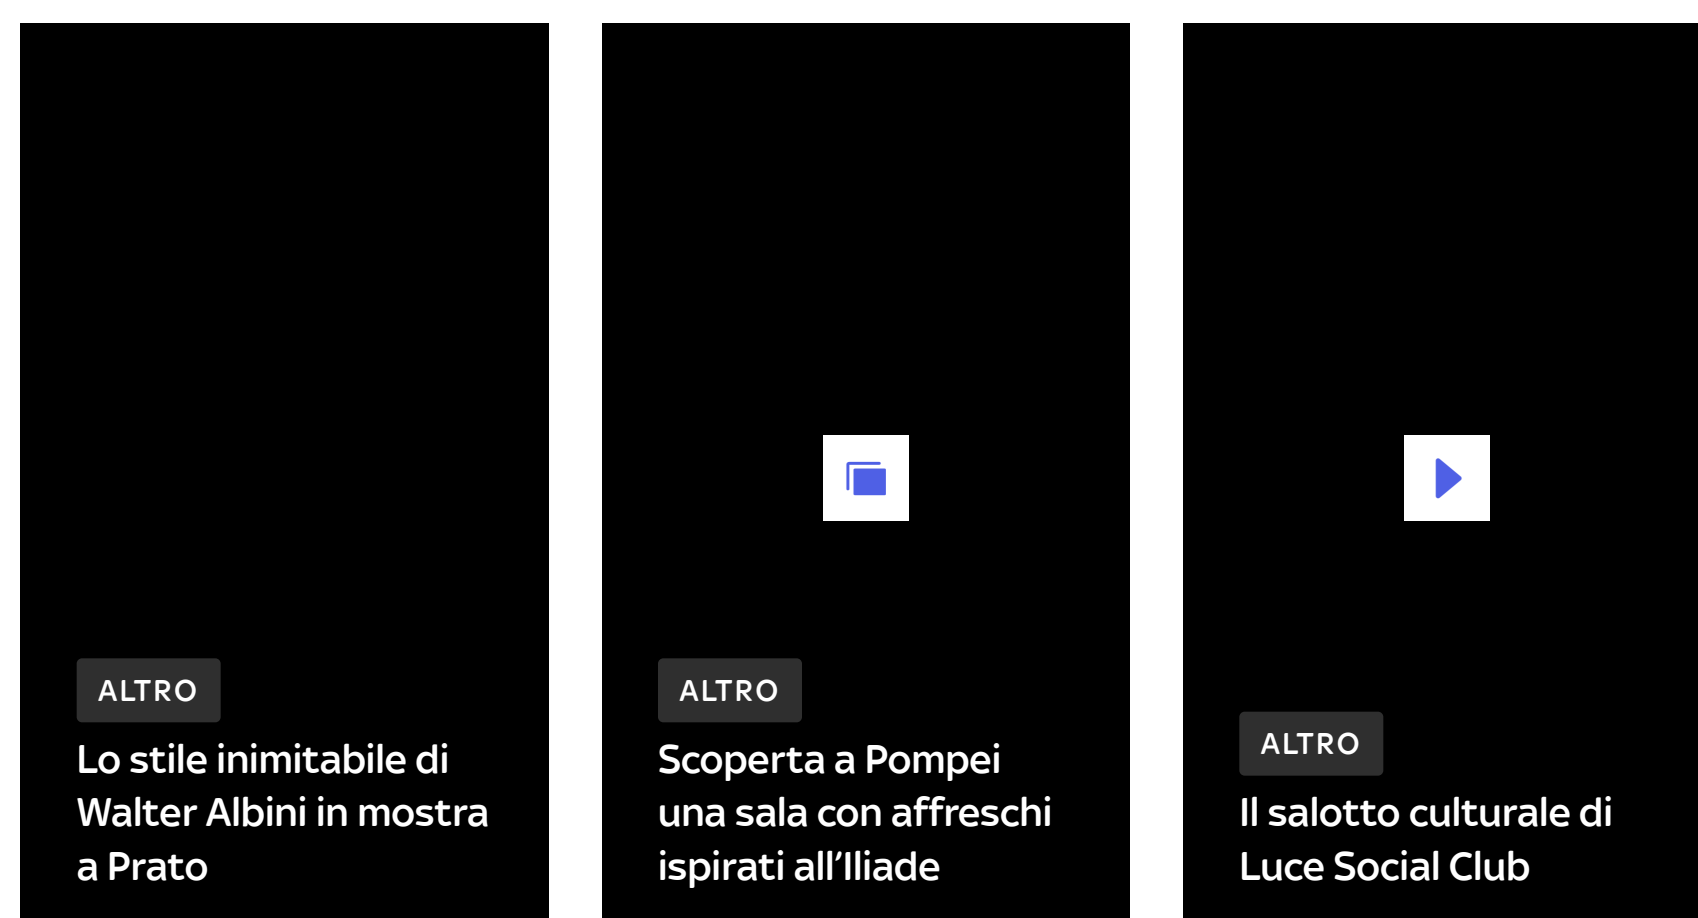 ALTRO
Lo stile inimitabile di
Walter Albini in mostra
a Prato
ALTRO
Scoperta a Pompei
una sala con affreschi
ispirati all’Iliade
ALTRO
Il salotto culturale di
Luce Social Club